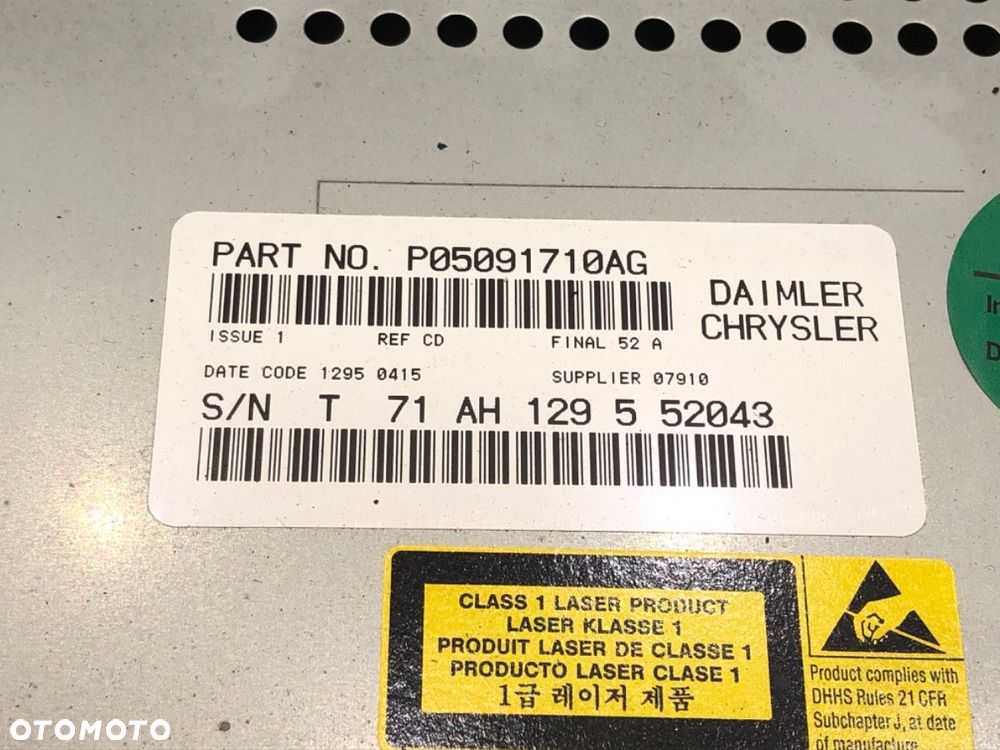 PART NO. P05091710AG
DAIMLER
CHRYSLER
ISSUE 1 REF CD FINAL 52 A
DATE CODE 1295 0415 SUPPLIER 07910
S/N T 71 AH 129 5 52043
CLASS 1 LASER PRODUCT
LASER KLASSE 1
PRODUIT LASER DE CLASSE 1
PRODUCTO LASER CLASE 1
1급 레이저 제품
Product complies with
DHHS Rules 21 CFR
Subchapter J, at date
of manufacture
OTOMOTO